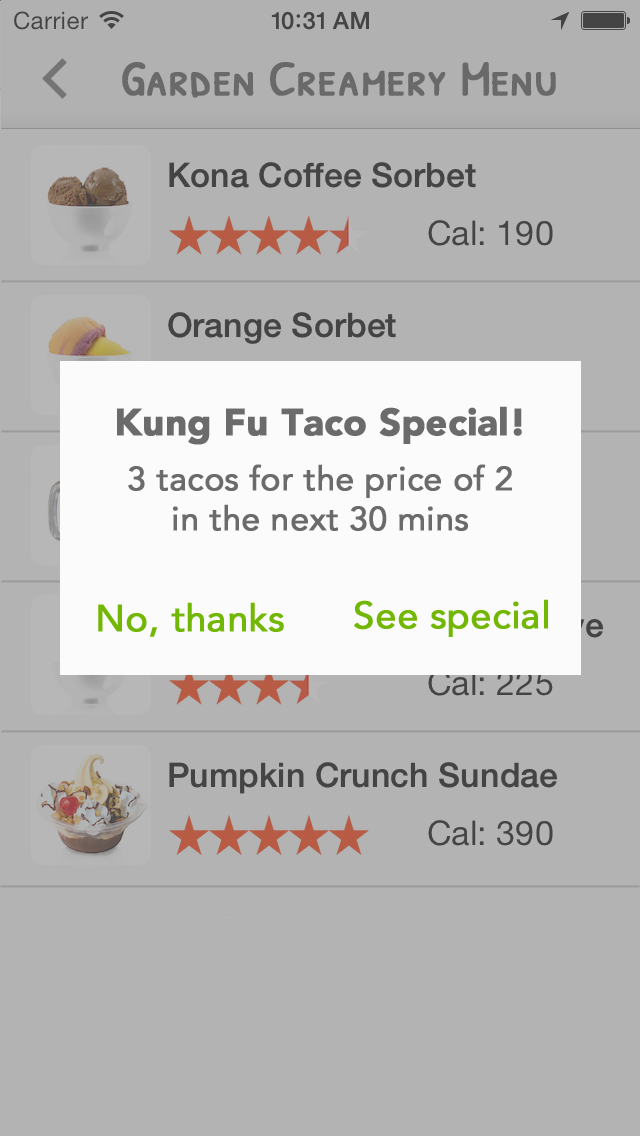 Carrier 10:31 AM
Garden Creamery Menu
Kona Coffee Sorbet
Cal: 190
Orange Sorbet
Kung Fu Taco Special!
3 tacos for the price of 2
in the next 30 mins
No, thanks See special
Cal: 225
Pumpkin Crunch Sundae
Cal: 390